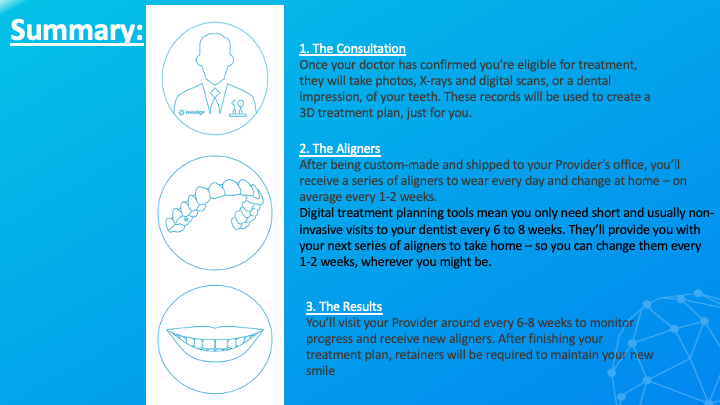 Summary:
invisalign
1. The Consultation
Once your doctor has confirmed you’re eligible for treatment,
they will take photos, X-rays and digital scans, or a dental
impression, of your teeth. These records will be used to create a
3D treatment plan, just for you.
2. The Aligners
After being custom-made and shipped to your Provider’s office, you’ll
receive a series of aligners to wear every day and change at home – on
average every 1-2 weeks.
Digital treatment planning tools mean you only need short and usually non-
invasive visits to your dentist every 6 to 8 weeks. They’ll provide you with
your next series of aligners to take home – so you can change them every
1-2 weeks, wherever you might be.
3. The Results
You’ll visit your Provider around every 6-8 weeks to monitor
progress and receive new aligners. After finishing your
treatment plan, retainers will be required to maintain your new
smile